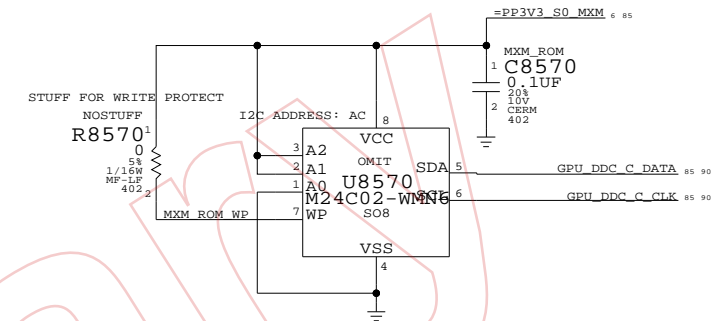 =PP3V3_S0_MXM 6 85
MXM_ROM
1 C8570
0.1UF
20%
10V
2 CERM
402
STUFF FOR WRITE PROTECT
NOSTUFF
R8570 1
0
5%
1/16W
MF-LF
402 2
I2C ADDRESS: AC
8
VCC
OMIT
3 A2
2 A1
1 A0
7 WP
MXM_ROM_WP
U8570
M24C02-WMN6
SO8
SDA 5
GPU_DDC_C_DATA 85 90
SCL 6
GPU_DDC_C_CLK 85 90
VSS
4